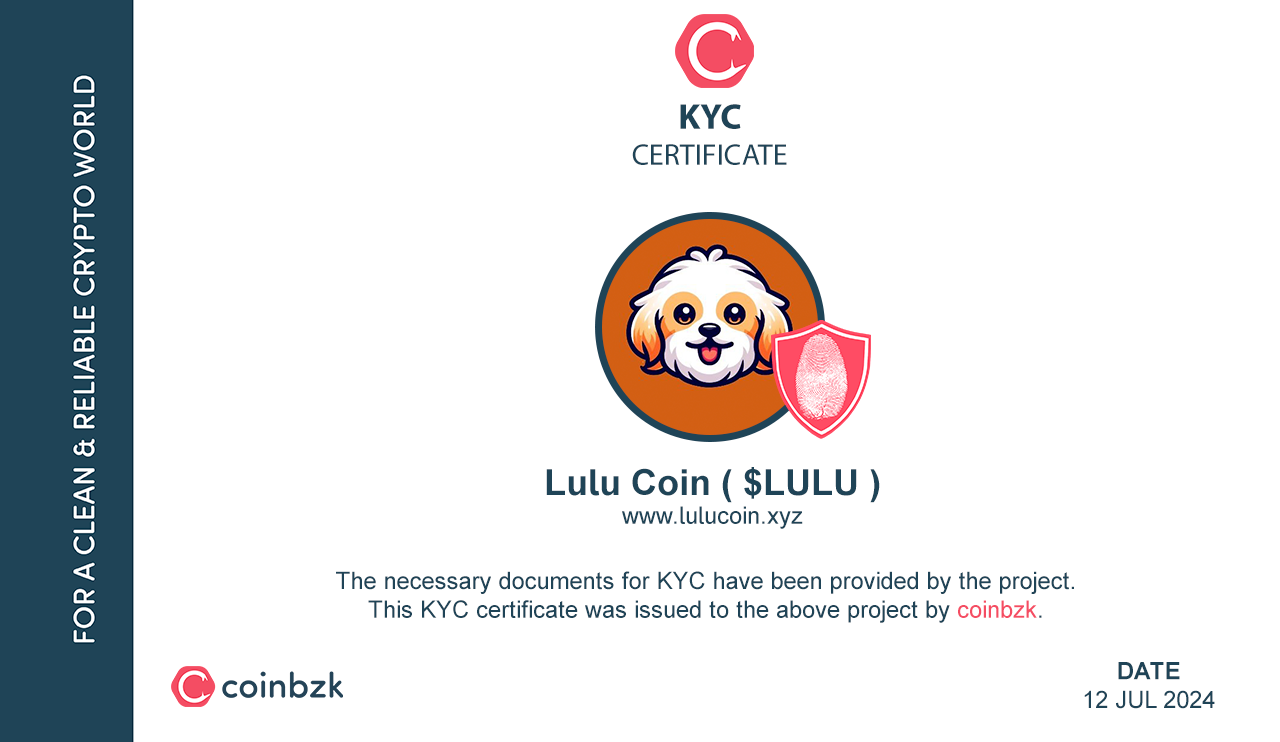 FOR A CLEAN & RELIABLE CRYPTO WORLD
KYC
CERTIFICATE
Lulu Coin ( $LULU )
www.lulucoin.xyz
The necessary documents for KYC have been provided by the project.
This KYC certificate was issued to the above project by coinbzk.
coinbzk
DATE
12 JUL 2024